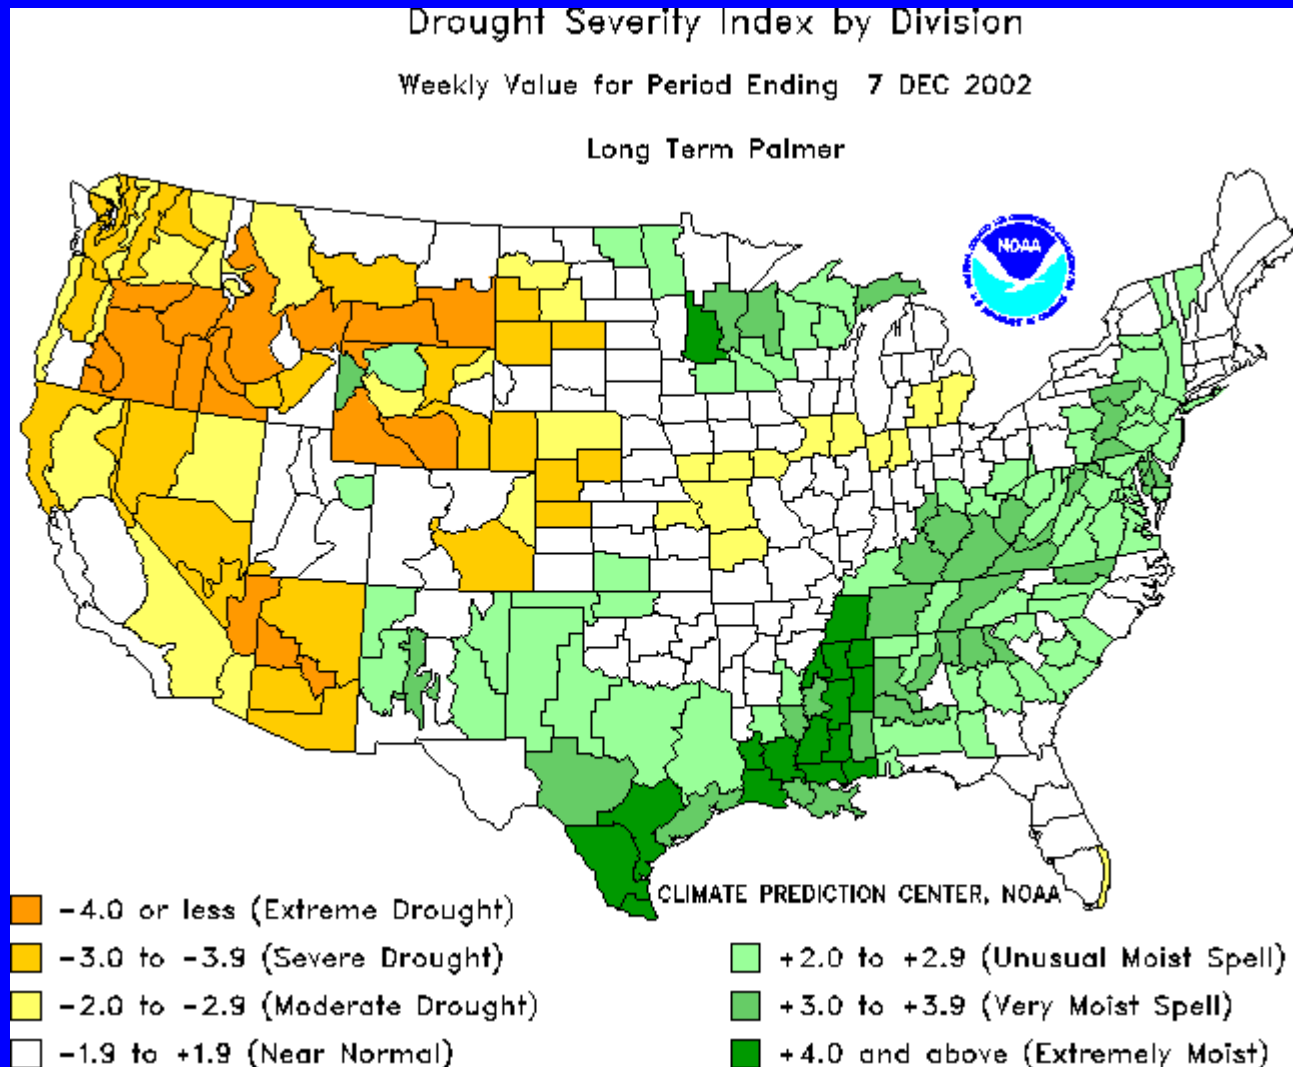 Drought Severity Index by Division
Weekly Value for Period Ending 7 DEC 2002
Long Term Palmer
NOAA
CLIMATE PREDICTION CENTER, NOAA
-4.0 or less (Extreme Drought)
-3.0 to -3.9 (Severe Drought)
-2.0 to -2.9 (Moderate Drought)
-1.9 to +1.9 (Near Normal)
+2.0 to +2.9 (Unusual Moist Spell)
+3.0 to +3.9 (Very Moist Spell)
+4.0 and above (Extremely Moist)